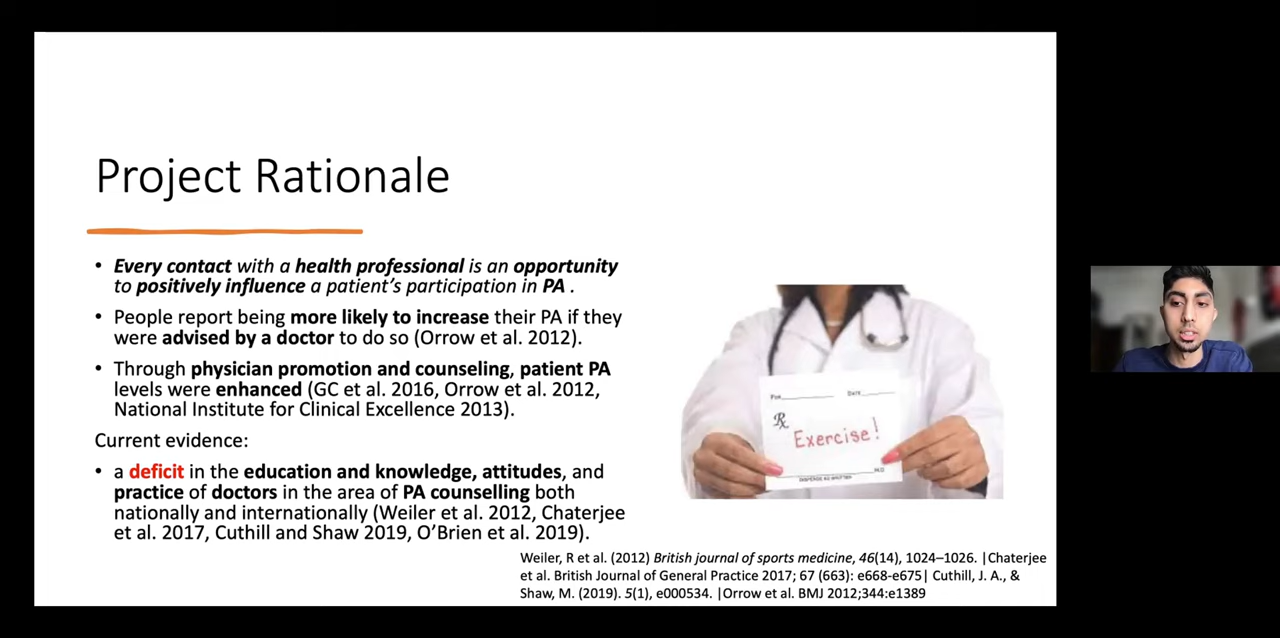 Project Rationale
• Every contact with a health professional is an opportunity
to positively influence a patient's participation in PA .
• People report being more likely to increase their PA if they
were advised by a doctor to do so (Orrow et al. 2012).
• Through physician promotion and counseling, patient PA
levels were enhanced (GC et al. 2016, Orrow et al. 2012,
National Institute for Clinical Excellence 2013).
Current evidence:
• a deficit in the education and knowledge, attitudes, and
practice of doctors in the area of PA counselling both
nationally and internationally (Weiler et al. 2012, Chaterjee
et al. 2017, Cuthill and Shaw 2019, O'Brien et al. 2019).
For Date
Rx
Exercise!
M.D.
DISPENSE AS WRITTEN
Weiler, R et al. (2012) British journal of sports medicine, 46(14), 1024–1026. |Chaterjee
et al. British Journal of General Practice 2017; 67 (663): e668-e675| Cuthill, J. A., &
Shaw, M. (2019). 5(1), e000534. |Orrow et al. BMJ 2012;344:e1389